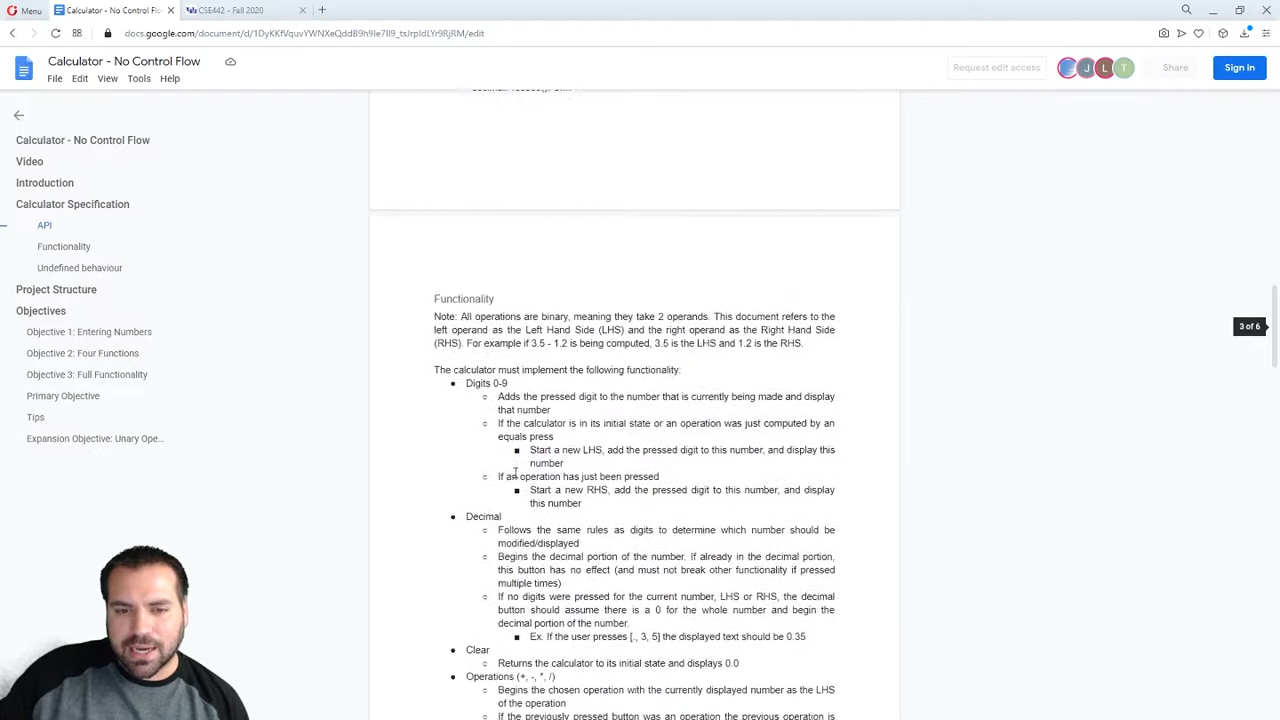 Menu
Calculator - No Control Flo
CSE442 - Fall 2020
Calculator - No Control Flow
File Edit View Tools Help
Request edit access
J L T
Share
Sign in
Calculator - No Control Flow
Video
Introduction
Calculator Specification
API
Functionality
Undefined behaviour
Project Structure
Objectives
Objective 1: Entering Numbers
Objective 2: Four Functions
Objective 3: Full Functionality
Primary Objective
Tips
Expansion Objective: Unary Ope...
3 of 6
Functionality
Note: All operations are binary, meaning they take 2 operands. This document refers to the
left operand as the Left Hand Side (LHS) and the right operand as the Right Hand Side
(RHS). For example if 3.5 - 1.2 is being computed, 3.5 is the LHS and 1.2 is the RHS.
The calculator must implement the following functionality:
Digits 0-9
Adds the pressed digit to the number that is currently being made and display
that number
If the calculator is in its initial state or an operation was just computed by an
equals press
Start a new LHS, add the pressed digit to this number, and display this
number
If an operation has just been pressed
Start a new RHS, add the pressed digit to this number, and display
this number
Decimal
Follows the same rules as digits to determine which number should be
modified/displayed
Begins the decimal portion of the number. If already in the decimal portion,
this button has no effect (and must not break other functionality if pressed
multiple times)
If no digits were pressed for the current number, LHS or RHS, the decimal
button should assume there is a 0 for the whole number and begin the
decimal portion of the number.
Ex. If the user presses [., 3, 5] the displayed text should be 0.35
Clear
Returns the calculator to its initial state and displays 0.0
Operations (+, -, *, /)
Begins the chosen operation with the currently displayed number as the LHS
of the operation
If the previously pressed button was an operation the previous operation is